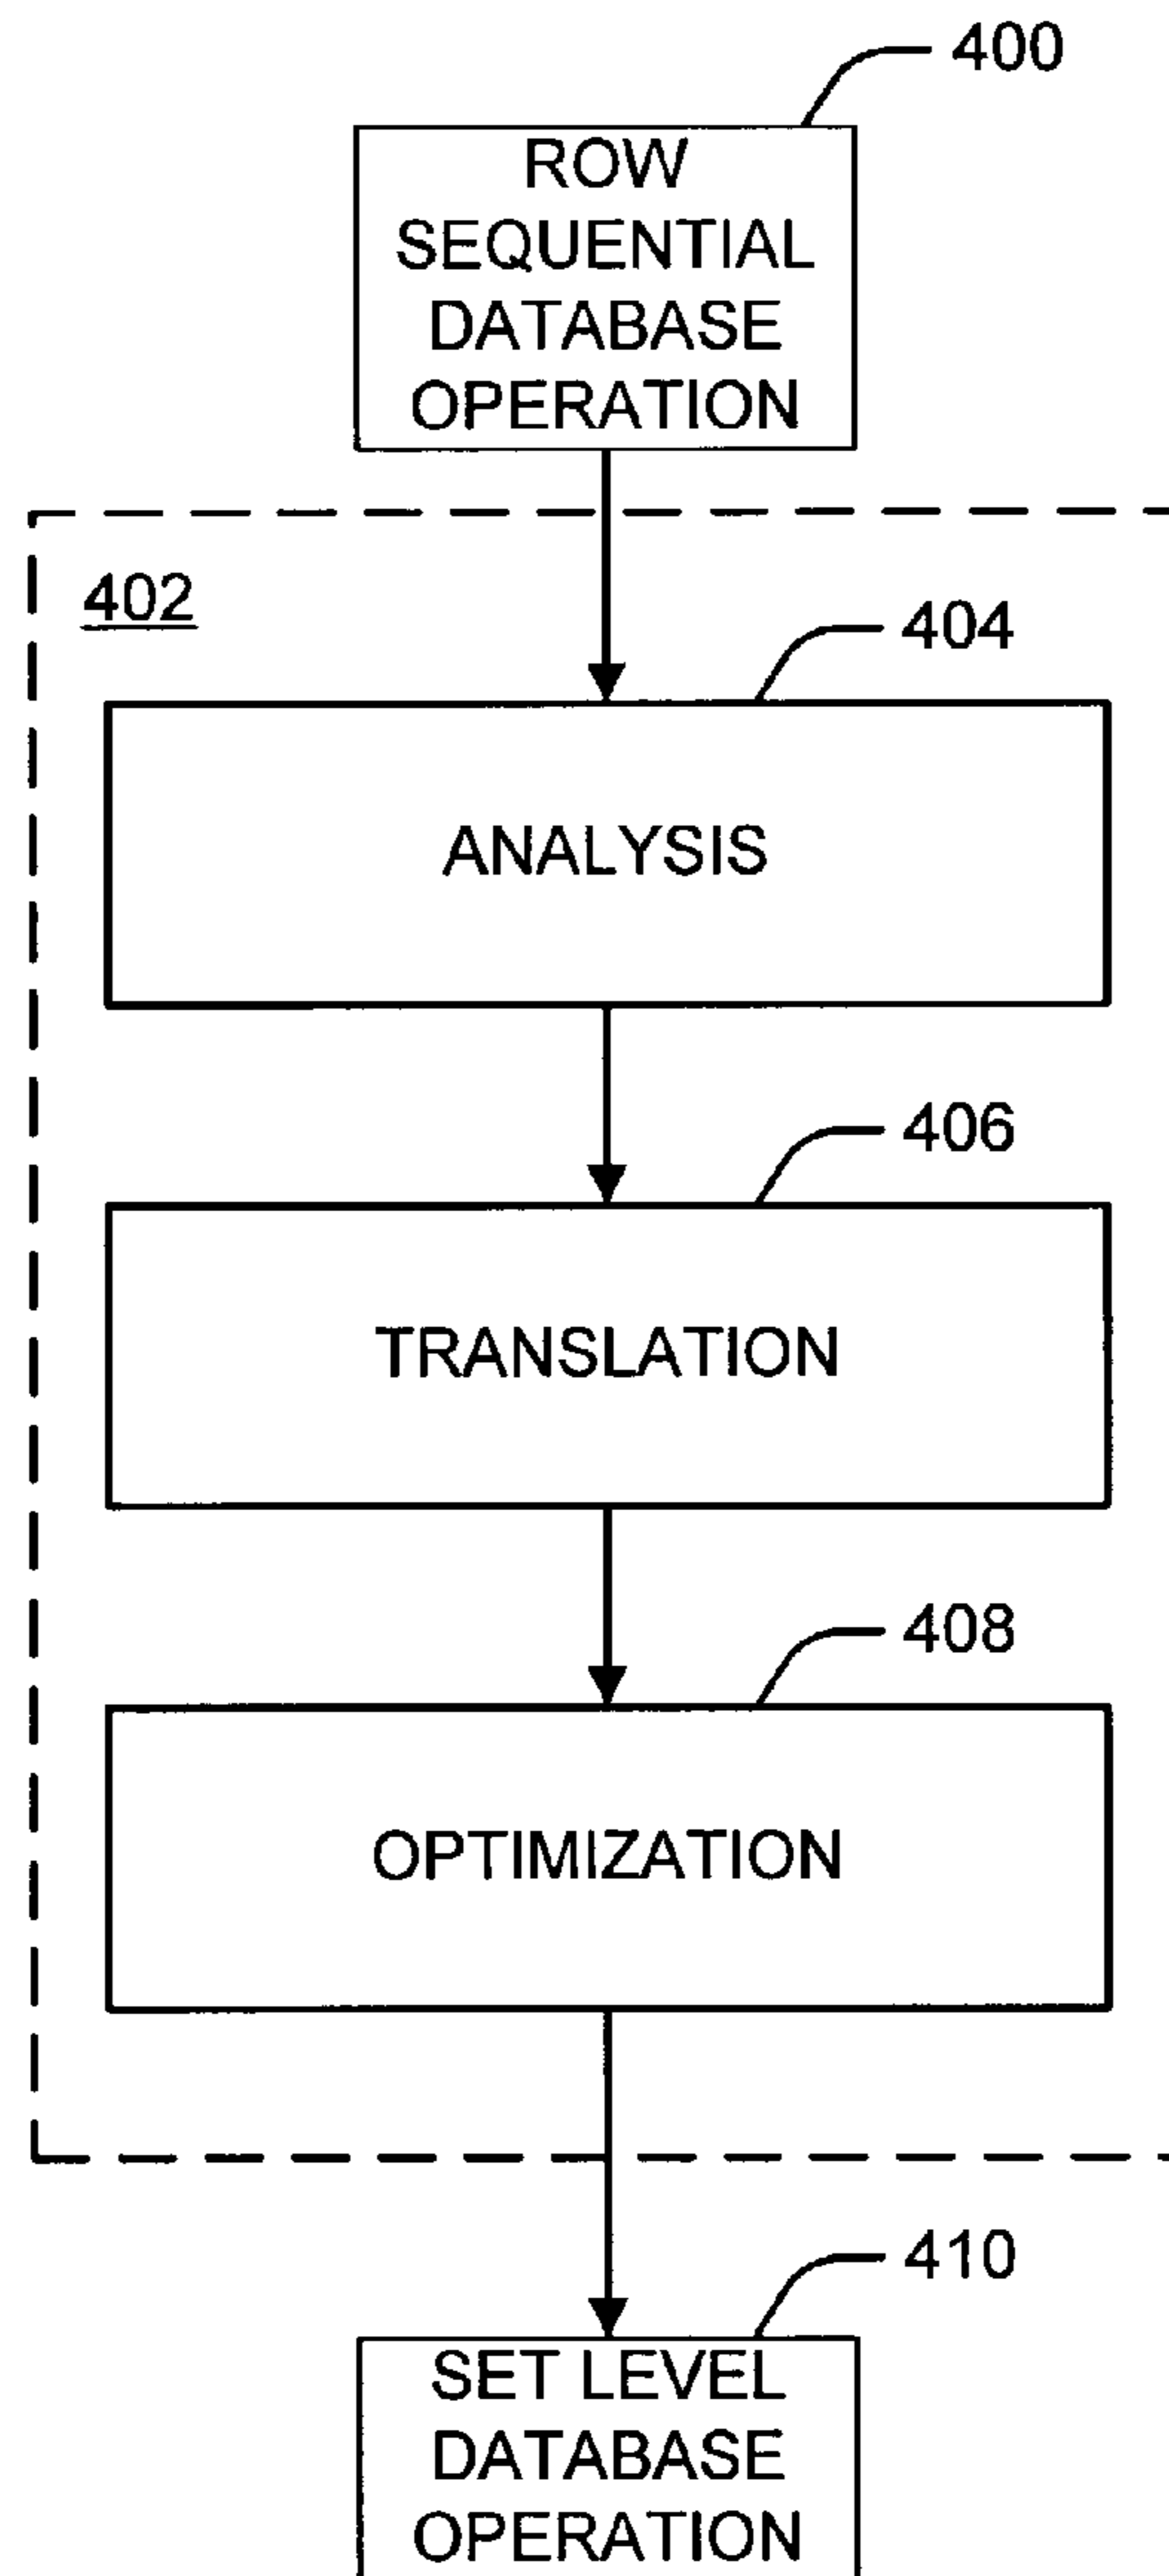 400
ROW
SEQUENTIAL
DATABASE
OPERATION
402
404
ANALYSIS
406
TRANSLATION
408
OPTIMIZATION
410
SET LEVEL
DATABASE
OPERATION